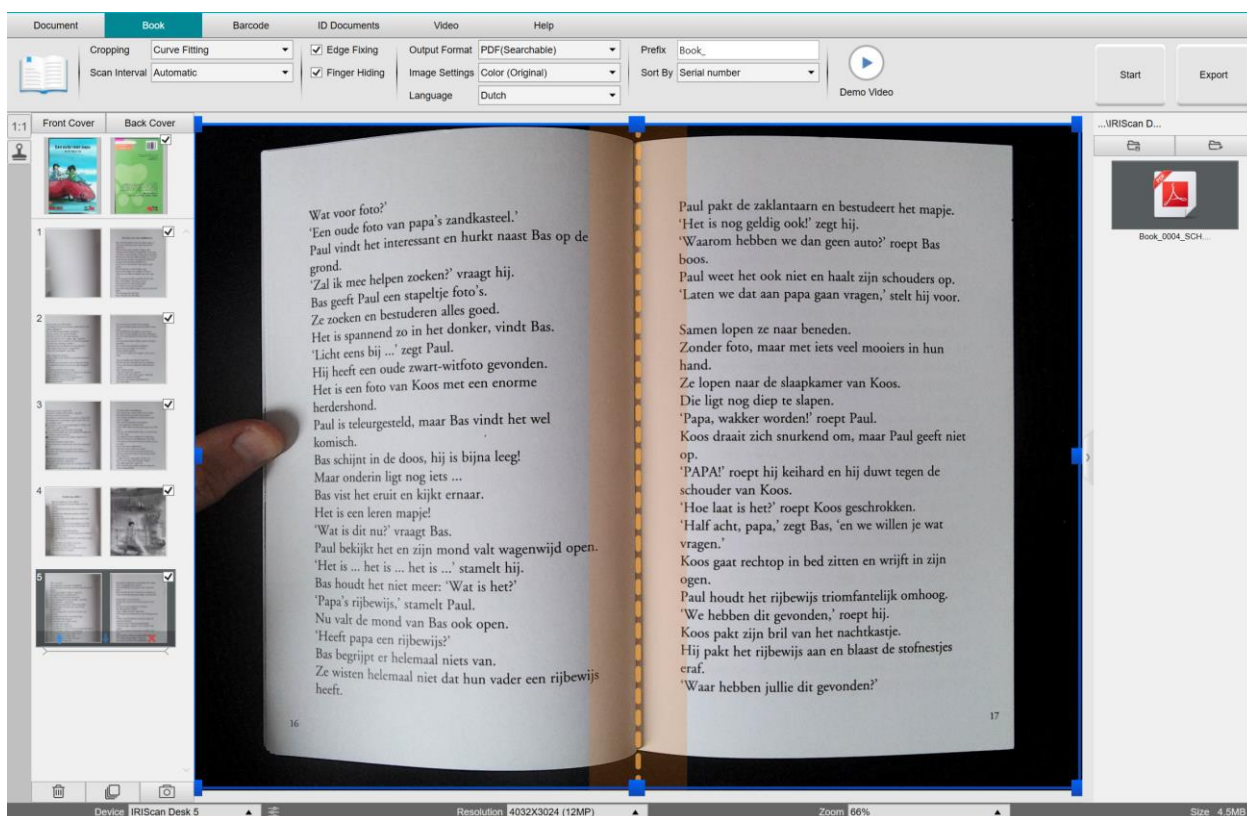 Document Book Barcode ID Documents Video Help
Cropping Curve Fitting
Scan Interval Automatic
Edge Fixing
Finger Hiding
Output Format PDF(Searchable)
Image Settings Color (Original)
Language Dutch
Prefix Book_
Sort By Serial number
Demo Video
Start
Export
1:1
Front Cover Back Cover
1
2
3
4
5
Wat voor foto?’
‘Een oude foto van papa’s zandkasteel.’
Paul vindt het interessant en hurkt naast Bas op de
grond.
‘Zal ik mee helpen zoeken?’ vraagt hij.
Bas geeft Paul een stapeltje foto’s.
Ze zoeken en bestuderen alles goed.
Het is spannend zo in het donker, vindt Bas.
‘Licht eens bij ...’ zegt Paul.
Hij heeft een oude zwart-witfoto gevonden.
Het is een foto van Koos met een enorme
herdershond.
Paul is teleurgesteld, maar Bas vindt het wel
komisch.
Bas schijnt in de doos, hij is bijna leeg!
Maar onderin ligt nog iets ...
Bas vist het eruit en kijkt ernaar.
Het is een leren mapje!
‘Wat is dit nu?’ vraagt Bas.
Paul bekijkt het en zijn mond valt wagenwijd open.
‘Het is ... het is ... het is ...’ stamelt hij.
Bas houdt het niet meer: ‘Wat is het?’
‘Papa’s rijbewijs,’ stamelt Paul.
Nu valt de mond van Bas ook open.
‘Heeft papa een rijbewijs?’
Bas begrijpt er helemaal niets van.
Ze wisten helemaal niet dat hun vader een rijbewijs
heeft.
16
Paul pakt de zaklantaarn en bestudeert het mapje.
‘Het is nog geldig ook!’ zegt hij.
‘Waarom hebben we dan geen auto?’ roept Bas
boos.
Paul weet het ook niet en haalt zijn schouders op.
‘Laten we dat aan papa gaan vragen,’ stelt hij voor.
Samen lopen ze naar beneden.
Zonder foto, maar met iets veel mooiers in hun
hand.
Ze lopen naar de slaapkamer van Koos.
Die ligt nog diep te slapen.
‘Papa, wakker worden!’ roept Paul.
Koos draait zich snurkend om, maar Paul geeft niet
op.
‘PAPA!’ roept hij keihard en hij duwt tegen de
schouder van Koos.
‘Hoe laat is het?’ roept Koos geschrokken.
‘Half acht, papa,’ zegt Bas, ‘en we willen je wat
vragen.’
Koos gaat rechtop in bed zitten en wrijft in zijn
ogen.
Paul houdt het rijbewijs triomfantelijk omhoog.
‘We hebben dit gevonden,’ roept hij.
Koos pakt zijn bril van het nachtkastje.
Hij pakt het rijbewijs aan en blaast de stofnestjes
eraf.
‘Waar hebben jullie dit gevonden?’
17
...\IRIScan D...
PDF
Book_0004_SCH...
Device IRIScan Desk 5 Resolution 4032X3024 (12MP) Zoom 66% Size 4.5MB